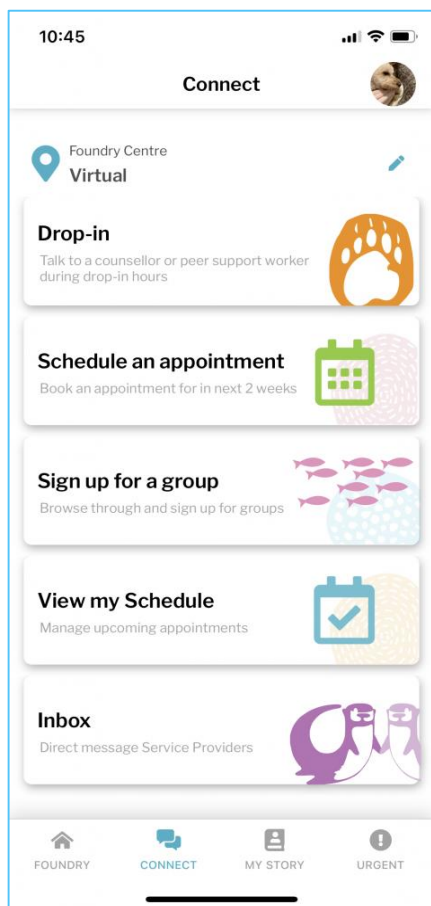 10:45
Connect
Foundry Centre
Virtual
Drop-in
Talk to a counsellor or peer support worker
during drop-in hours
Schedule an appointment
Book an appointment for in next 2 weeks
Sign up for a group
Browse through and sign up for groups
View my Schedule
Manage upcoming appointments
Inbox
Direct message Service Providers
FOUNDRY CONNECT MY STORY URGENT